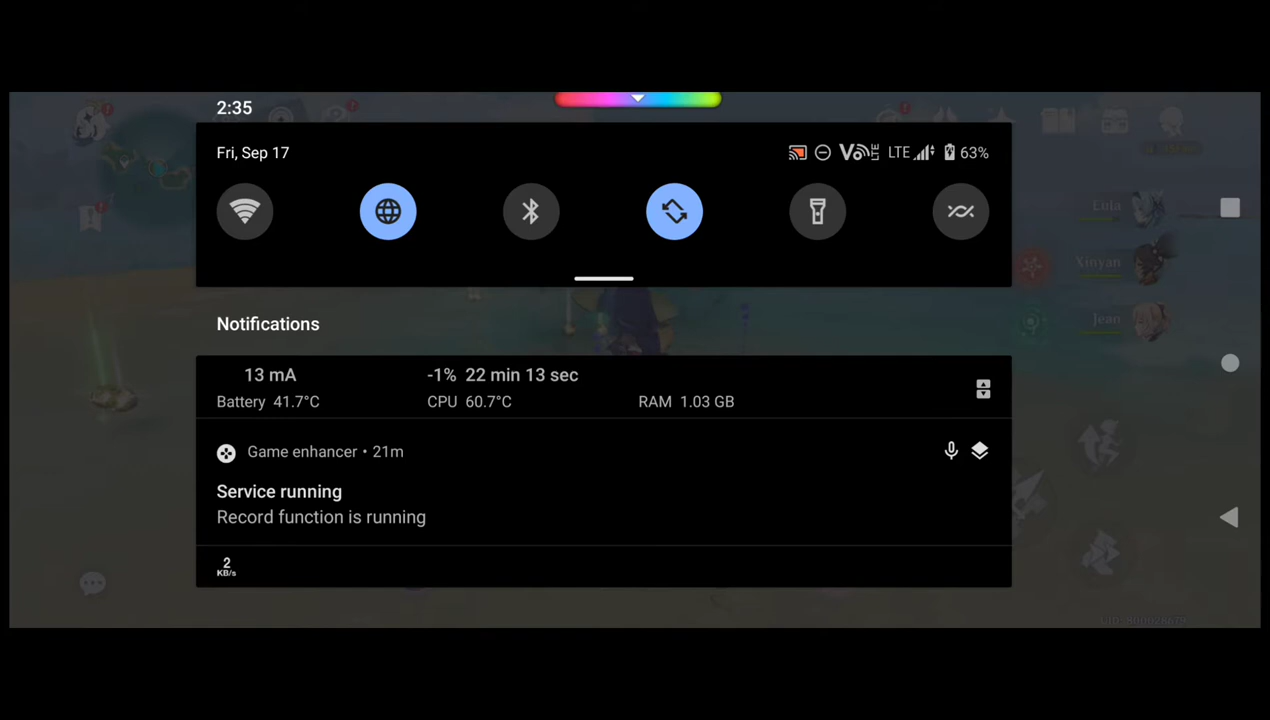 2:35
Fri, Sep 17
VoLTE LTE 63%
Lula
Xinyan
Jean
Notifications
13 mA -1% 22 min 13 sec
Battery 41.7°C CPU 60.7°C RAM 1.03 GB
Game enhancer • 21m
Service running
Record function is running
2
KB/s